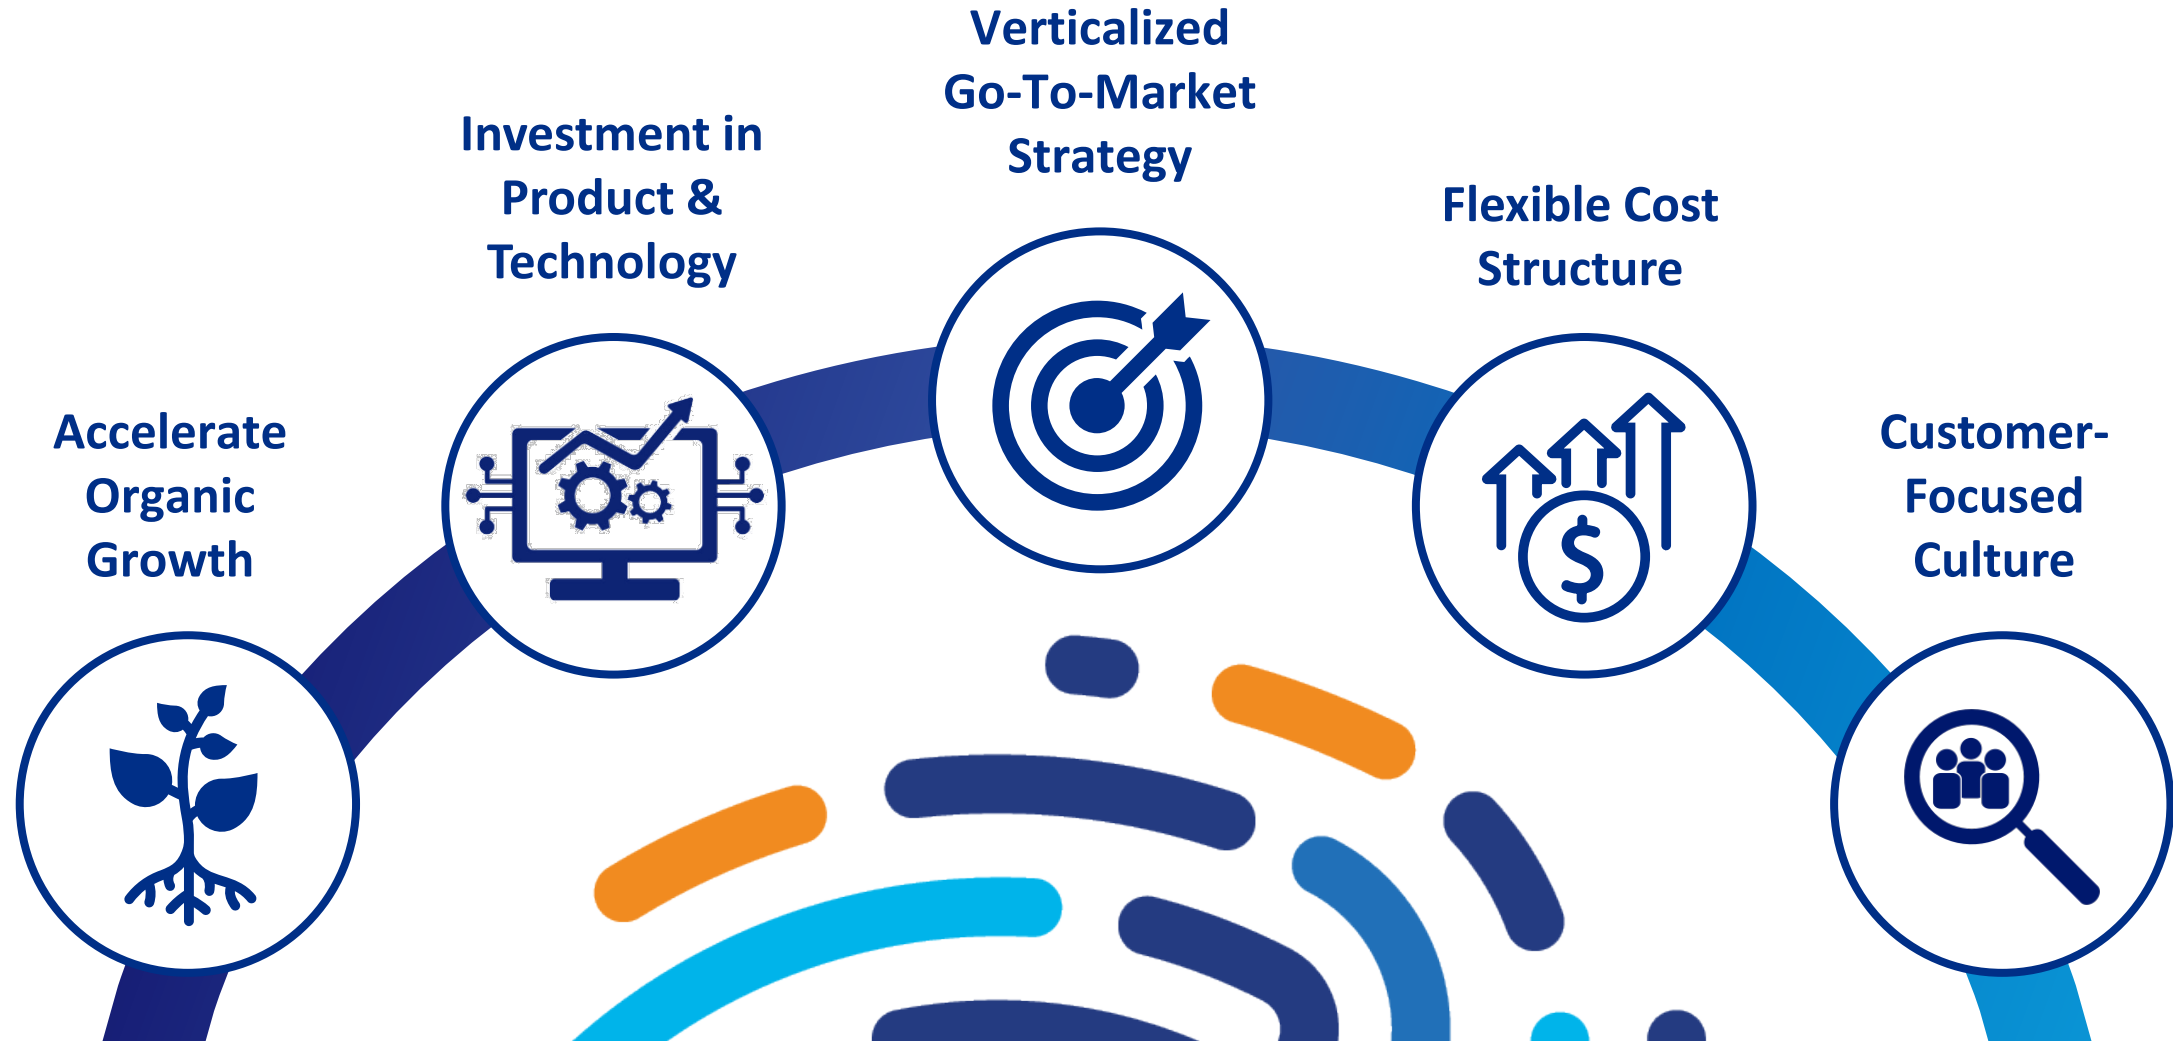 Accelerate
Organic
Growth
Investment in
Product &
Technology
Verticalized
Go-To-Market
Strategy
Flexible Cost
Structure
Customer-
Focused
Culture
$